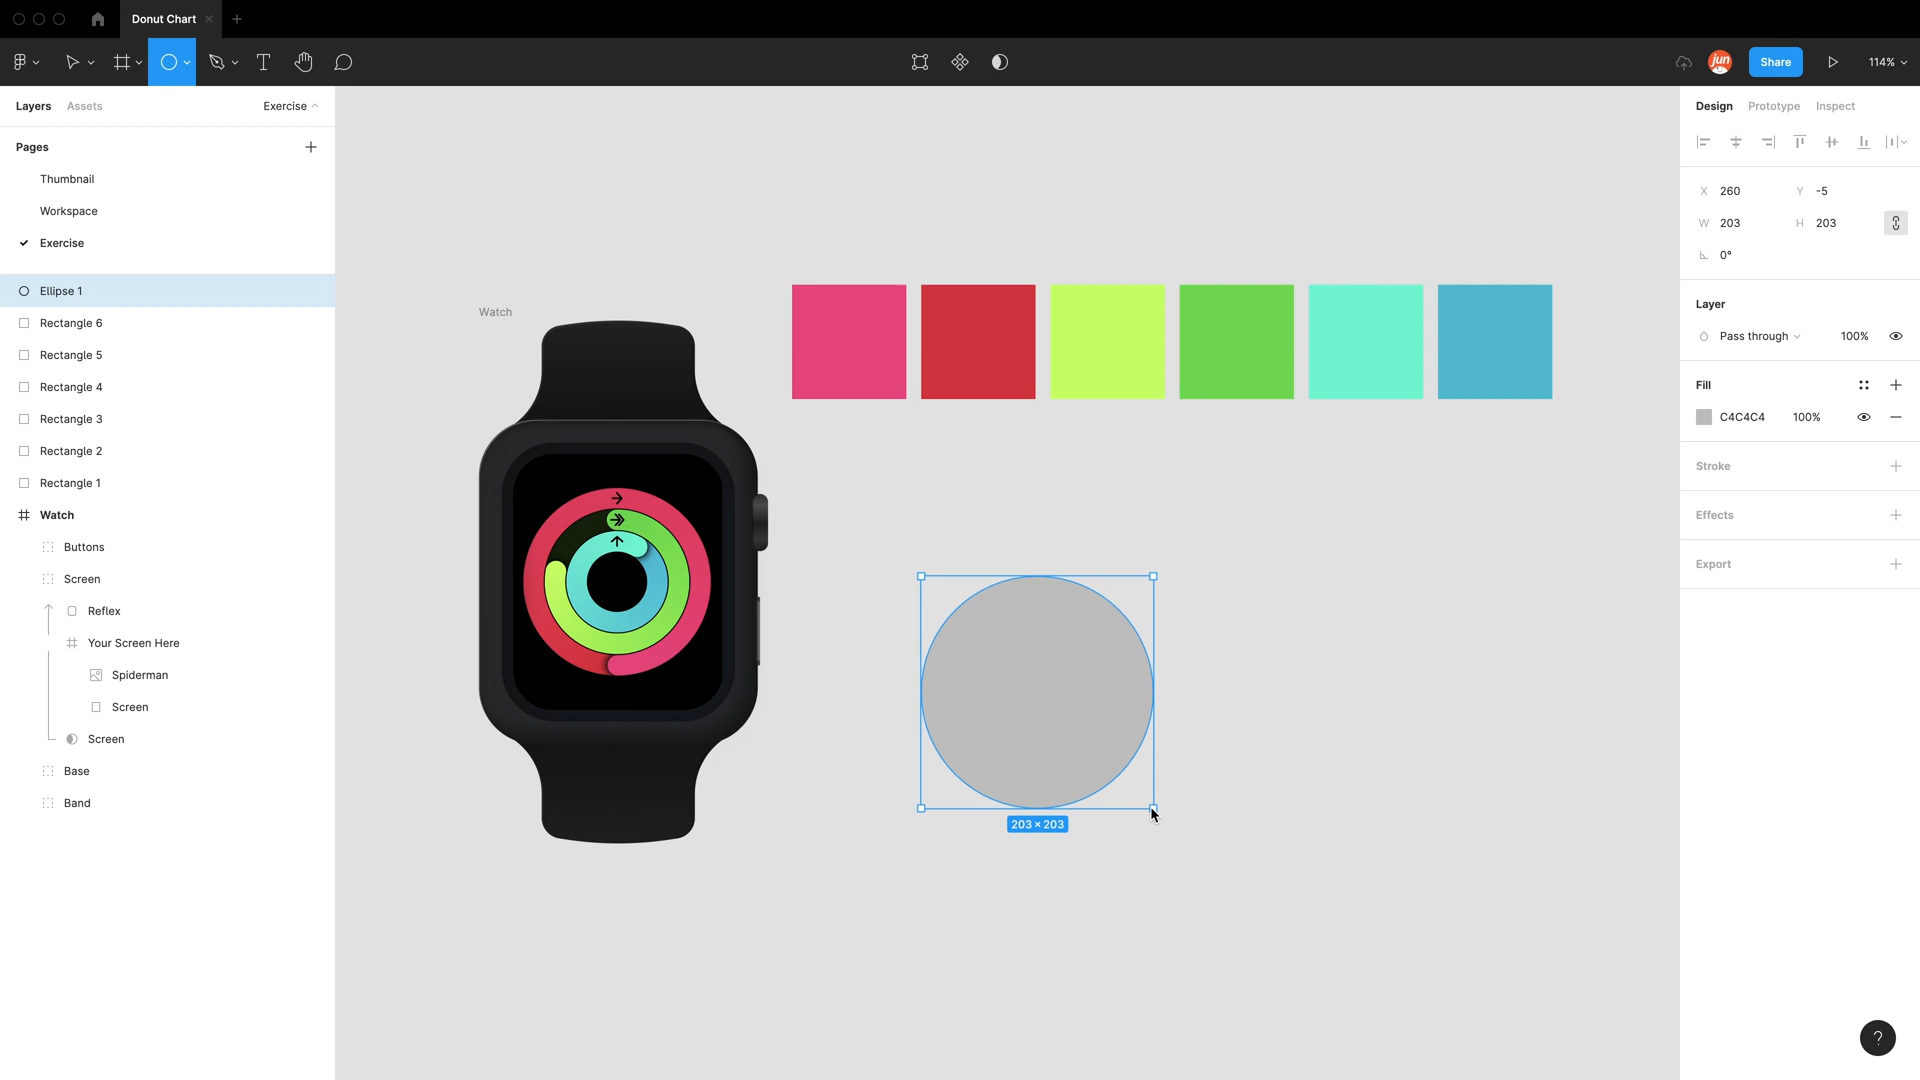 Donut Chart
jun
Share
114%
Layers
Assets
Exercise
Pages
Thumbnail
Workspace
Exercise
Ellipse 1
Rectangle 6
Rectangle 5
Rectangle 4
Rectangle 3
Rectangle 2
Rectangle 1
Watch
Buttons
Screen
Reflex
Your Screen Here
Spiderman
Screen
Screen
Base
Band
Watch
203 × 203
Design
Prototype
Inspect
X 260 Y -5
W 203 H 203
0°
Layer
Pass through 100%
Fill
C4C4C4 100%
Stroke
Effects
Export
?